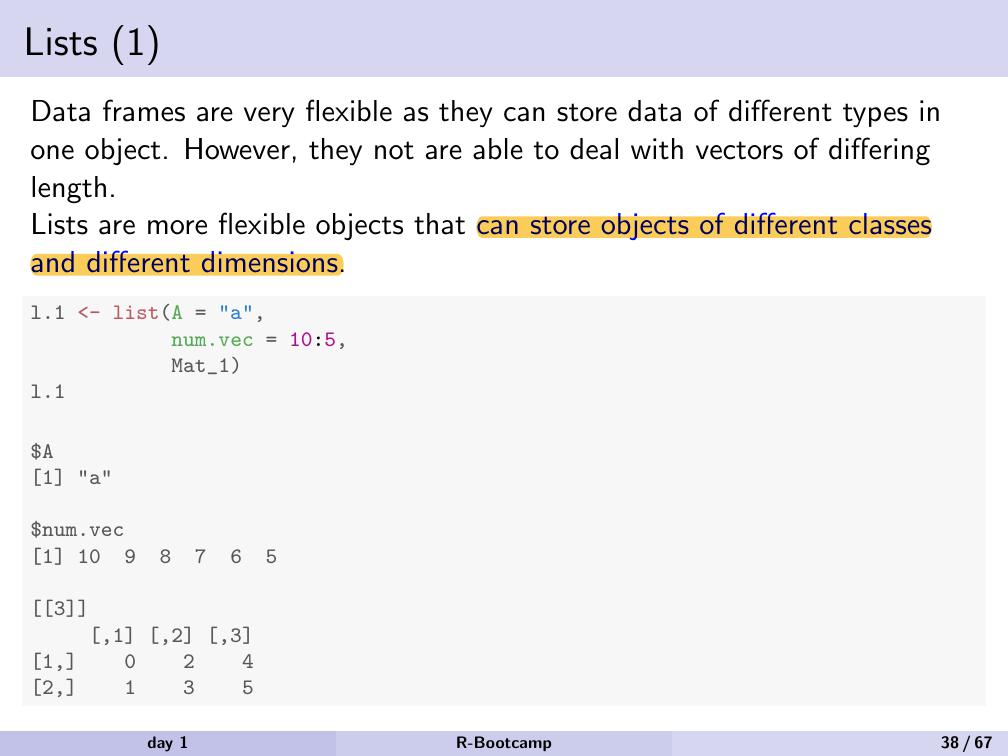 Lists (1)
Data frames are very flexible as they can store data of different types in
one object. However, they not are able to deal with vectors of differing
length.
Lists are more flexible objects that can store objects of different classes
and different dimensions.
l.1 <- list(A = "a",
            num.vec = 10:5,
            Mat_1)
l.1
$A
[1] "a"
$num.vec
[1] 10  9  8  7  6  5
[[3]]
     [,1] [,2] [,3]
[1,]    0    2    4
[2,]    1    3    5
day 1 R-Bootcamp 38 / 67